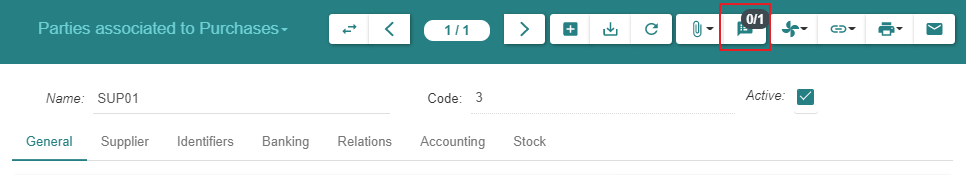 Parties associated to Purchases
1 / 1
0/1
Name: SUP01
Code: 3
Active:
General Supplier Identifiers Banking Relations Accounting Stock